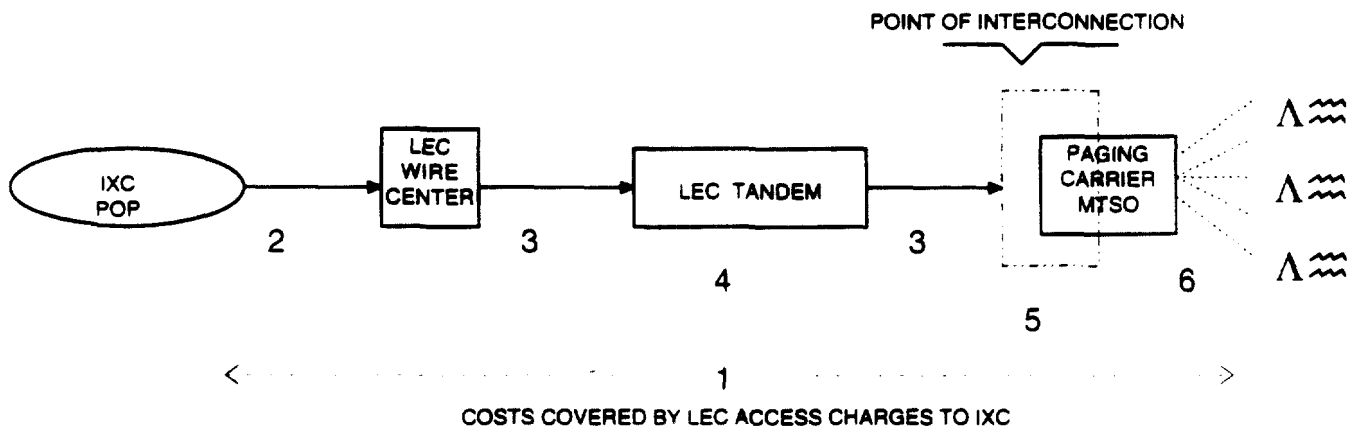 POINT OF INTERCONNECTION
IXC
POP
LEC
WIRE
CENTER
LEC TANDEM
PAGING
CARRIER
MTSO
2
3
4
3
5
6
1
COSTS COVERED BY LEC ACCESS CHARGES TO IXC